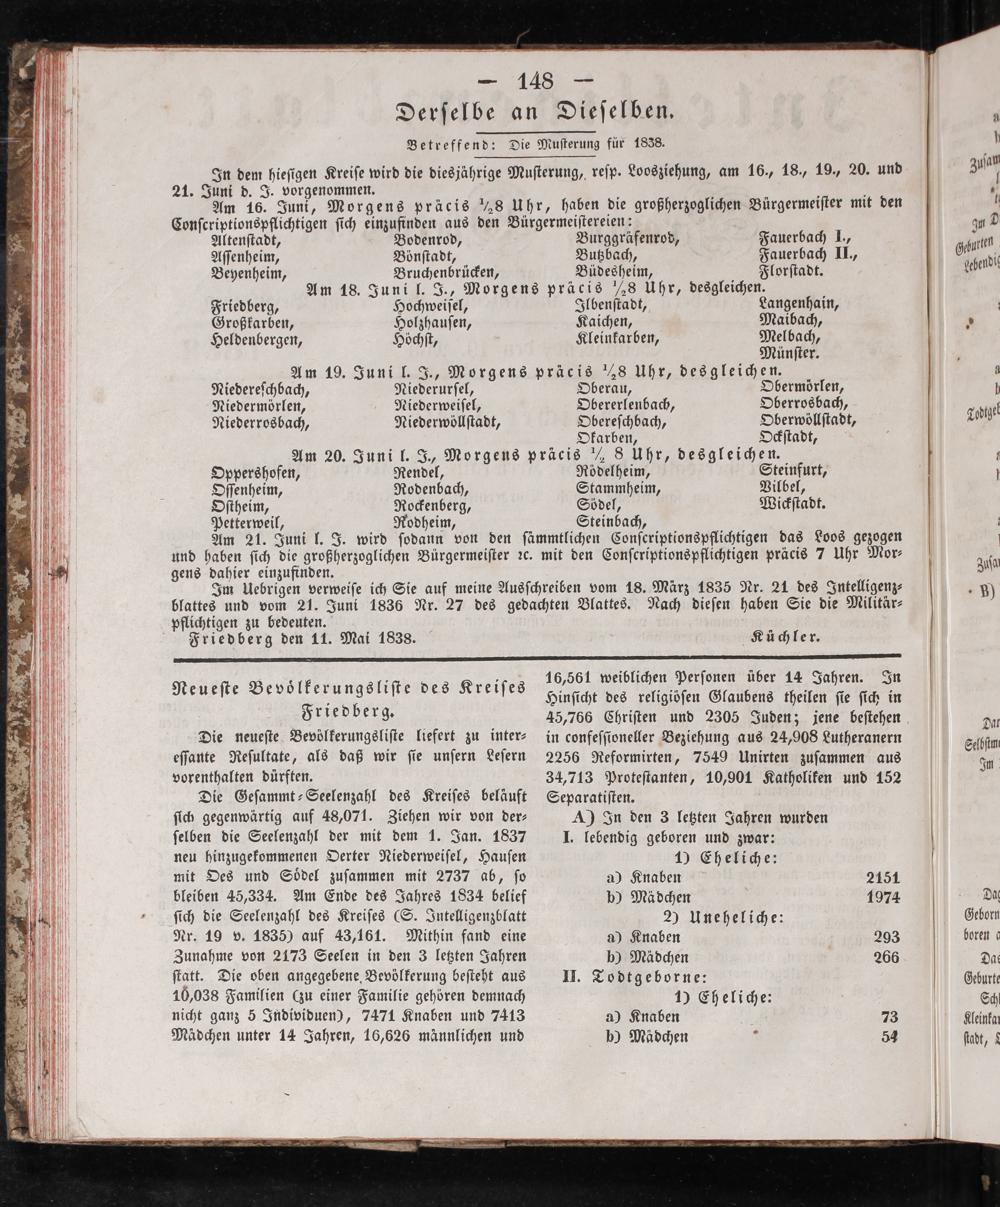 — 148 —
Derselbe an Dieselben.
Betreffend: Die Musterung für 1838.
In dem hiesigen Kreise wird die diesjährige Musterung, resp. Loosziehung, am 16., 18., 19., 20. und
21. Juni d. J. vorgenommen.
Am 16. Juni, Morgens präcis ½8 Uhr, haben die großherzoglichen Bürgermeister mit den
Conscriptionspflichtigen sich einzufinden aus den Bürgermeistereien:
Altenstadt, Bodenrod, Burggräfenrod, Fauerbach I.,
Assenheim, Bönstadt, Butzbach, Fauerbach II.,
Beyenheim, Bruchenbrücken, Büdesheim, Florstadt.
Am 18. Juni l. J., Morgens präcis ½8 Uhr, desgleichen.
Friedberg, Hochweisel, Ilbenstadt, Langenhain,
Großkarben, Holzhausen, Kaichen, Maibach,
Heldenbergen, Höchst, Kleinkarben, Melbach,
Münster.
Am 19. Juni l. J., Morgens präcis ½8 Uhr, desgleichen.
Niedereschbach, Niederursel, Oberau, Obermörlen,
Niedermörlen, Niederweisel, Obererlenbach, Oberrosbach,
Niederrosbach, Niederwöllstadt, Obereschbach, Oberwöllstadt,
Okarben, Ockstadt,
Am 20. Juni l. J., Morgens präcis ½ 8 Uhr, desgleichen.
Oppershofen, Rendel, Rödelheim, Steinfurt,
Ossenheim, Rodenbach, Stammheim, Vilbel,
Ostheim, Rockenberg, Södel, Wickstadt.
Petterweil, Rodheim, Steinbach,
Am 21. Juni l. J. wird sodann von den sämmtlichen Conscriptionspflichtigen das Loos gezogen
und haben sich die großherzoglichen Bürgermeister ꝛc. mit den Conscriptionspflichtigen präcis 7 Uhr Mor-
gens dahier einzufinden.
Im Uebrigen verweise ich Sie auf meine Ausschreiben vom 18. März 1835 Nr. 21 des Intelligenz-
blattes und vom 21. Juni 1836 Nr. 27 des gedachten Blattes. Nach diesen haben Sie die Militär-
pflichtigen zu bedeuten.
Friedberg den 11. Mai 1838. Küchler.
Neueste Bevölkerungsliste des Kreises
Friedberg.
Die neueste Bevölkerungsliste liefert zu inter-
essante Resultate, als daß wir sie unsern Lesern
vorenthalten dürften.
Die Gesammt-Seelenzahl des Kreises beläuft
sich gegenwärtig auf 48,071. Ziehen wir von der-
selben die Seelenzahl der mit dem 1. Jan. 1837
neu hinzugekommenen Oerter Niederweisel, Hausen
mit Oes und Södel zusammen mit 2737 ab, so
bleiben 45,334. Am Ende des Jahres 1834 belief
sich die Seelenzahl des Kreises (S. Intelligenzblatt
Nr. 19 v. 1835) auf 43,161. Mithin fand eine
Zunahme von 2173 Seelen in den 3 letzten Jahren
statt. Die oben angegebene Bevölkerung besteht aus
10,038 Familien (zu einer Familie gehören demnach
nicht ganz 5 Individuen), 7471 Knaben und 7413
Mädchen unter 14 Jahren, 16,626 männlichen und
16,561 weiblichen Personen über 14 Jahren. In
Hinsicht des religiösen Glaubens theilen sie sich in
45,766 Christen und 2305 Juden; jene bestehen
in confessioneller Beziehung aus 24,908 Lutheranern
2256 Reformirten, 7549 Unirten zusammen aus
34,713 Protestanten, 10,901 Katholiken und 152
Separatisten.
A) In den 3 letzten Jahren wurden
I. lebendig geboren und zwar:
1) Eheliche:
a) Knaben 2151
b) Mädchen 1974
2) Uneheliche:
a) Knaben 293
b) Mädchen 266
II. Todtgeborne:
1) Eheliche:
a) Knaben 73
b) Mädchen 54